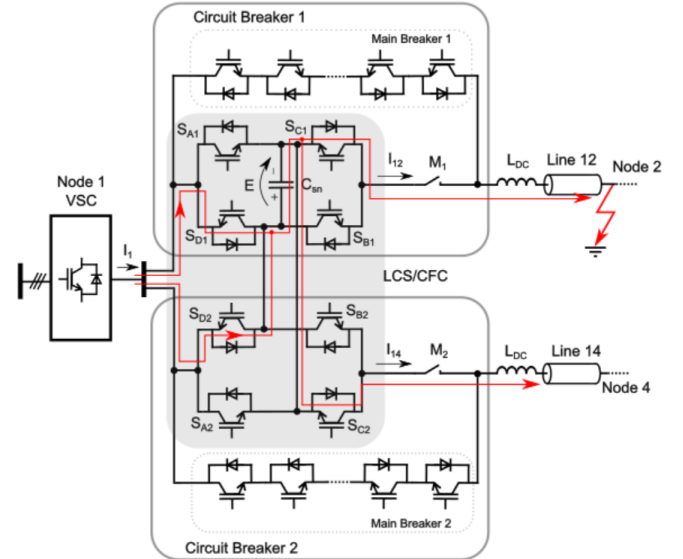 Circuit Breaker 1
Main Breaker 1
SA1
SC1
I12
M1
LDC
Line 12
Node 2
Node 1
VSC
E
-
+
Csn
I1
SD1
SB1
LCS/CFC
SD2
SB2
I14
M2
LDC
Line 14
Node 4
SA2
SC2
Main Breaker 2
Circuit Breaker 2